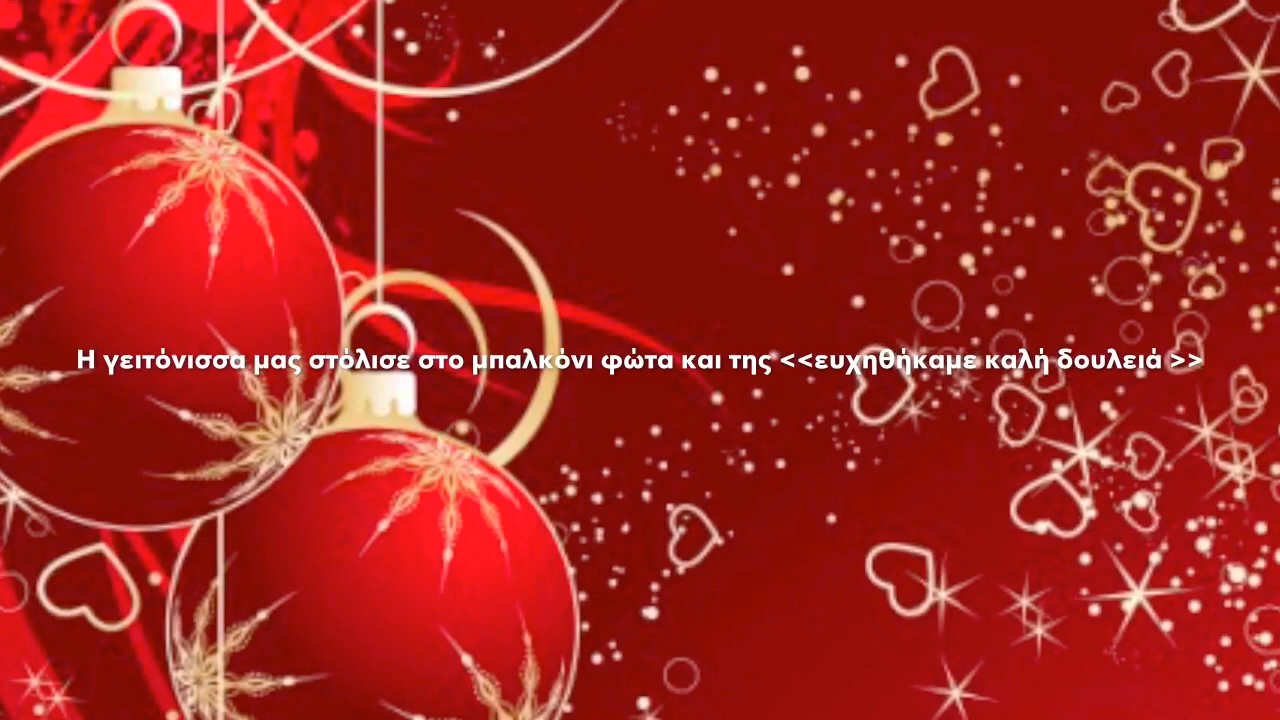 Η γειτόνισσα μας στόλισε στο μπαλκόνι φώτα και της <<ευχηθήκαμε καλή δουλειά >>